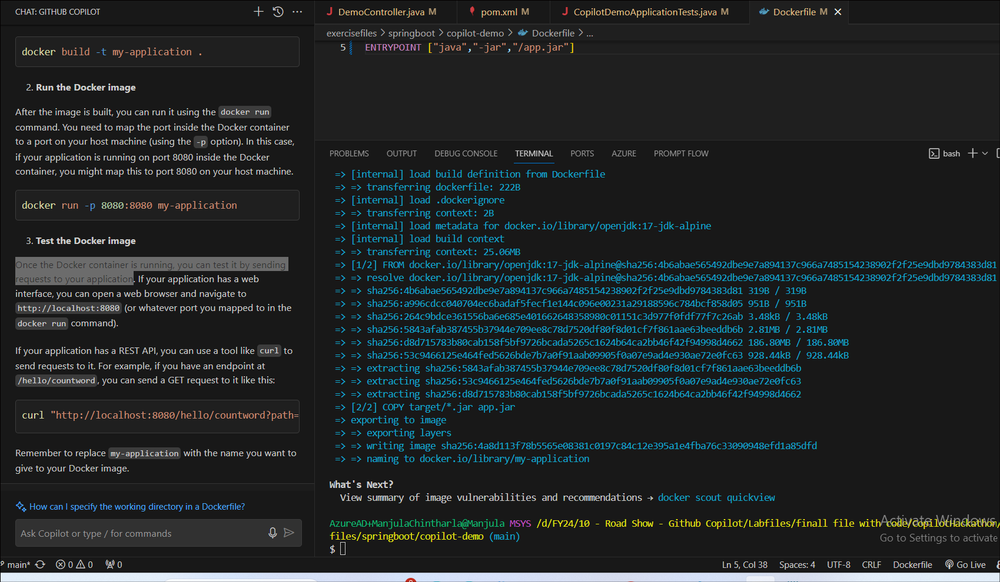 CHAT: GITHUB COPILOT
docker build -t my-application .
2. Run the Docker image
After the image is built, you can run it using the docker run
command. You need to map the port inside the Docker container
to a port on your host machine (using the -p option). In this case,
if your application is running on port 8080 inside the Docker
container, you might map this to port 8080 on your host machine.
docker run -p 8080:8080 my-application
3. Test the Docker image
Once the Docker container is running, you can test it by sending
requests to your application. If your application has a web
interface, you can open a web browser and navigate to
http://localhost:8080 (or whatever port you mapped to in the
docker run command).
If your application has a REST API, you can use a tool like curl to
send requests to it. For example, if you have an endpoint at
/hello/countword, you can send a GET request to it like this:
curl "http://localhost:8080/hello/countword?path=
Remember to replace my-application with the name you want to
give to your Docker image.
How can I specify the working directory in a Dockerfile?
Ask Copilot or type / for commands
DemoController.java M
pom.xml M
CopilotDemoApplicationTests.java M
Dockerfile M
exercisefiles > springboot > copilot-demo > Dockerfile > ...
5 ENTRYPOINT ["java","-jar","/app.jar"]
PROBLEMS OUTPUT DEBUG CONSOLE TERMINAL PORTS AZURE PROMPT FLOW
bash
=> [internal] load build definition from Dockerfile
=> => transferring dockerfile: 222B
=> [internal] load .dockerignore
=> => transferring context: 2B
=> [internal] load metadata for docker.io/library/openjdk:17-jdk-alpine
=> [internal] load build context
=> => transferring context: 25.06MB
=> [1/2] FROM docker.io/library/openjdk:17-jdk-alpine@sha256:4b6abae565492dbe9e7a894137c966a7485154238902f2f25e9dbd9784383d81
=> => resolve docker.io/library/openjdk:17-jdk-alpine@sha256:4b6abae565492dbe9e7a894137c966a7485154238902f2f25e9dbd9784383d81
=> => sha256:4b6abae565492dbe9e7a894137c966a7485154238902f2f25e9dbd9784383d81 319B / 319B
=> => sha256:a996cdcc040704ec6badaf5fecf1e144c096e00231a29188596c784bcf858d05 951B / 951B
=> => sha256:264c9bdce361556ba6e685e401662648358980c01151c3d977f0fdf77f7c26ab 3.48kB / 3.48kB
=> => sha256:5843afab387455b37944e709ee8c78d7520df80f8d01cf7f861aae63beeddb6b 2.81MB / 2.81MB
=> => sha256:d8d715783b80cab158f5bf9726bcada5265c1624b64ca2bb46f42f94998d4662 186.80MB / 186.80MB
=> => sha256:53c9466125e464fed5626bde7b7a0f91aab09905f0a07e9ad4e930ae72e0fc63 928.44kB / 928.44kB
=> => extracting sha256:5843afab387455b37944e709ee8c78d7520df80f8d01cf7f861aae63beeddb6b
=> => extracting sha256:53c9466125e464fed5626bde7b7a0f91aab09905f0a07e9ad4e930ae72e0fc63
=> => extracting sha256:d8d715783b80cab158f5bf9726bcada5265c1624b64ca2bb46f42f94998d4662
=> [2/2] COPY target/*.jar app.jar
=> exporting to image
=> => exporting layers
=> => writing image sha256:4a8d113f78b5565e08381c0197c84c12e395a1e4fba76c33090948efd1a85dfd
=> => naming to docker.io/library/my-application
What's Next?
View summary of image vulnerabilities and recommendations → docker scout quickview
AzureAD+ManjulaChintharla@Manjula MSYS /d/FY24/10 - Road Show - Github Copilot/Labfiles/finall file with code/copilotHackathon/
files/springboot/copilot-demo (main)
$
Activate Windows
Go to Settings to activate
main* 0 0 0
Ln 5, Col 38 Spaces: 4 UTF-8 CRLF Dockerfile Go Live